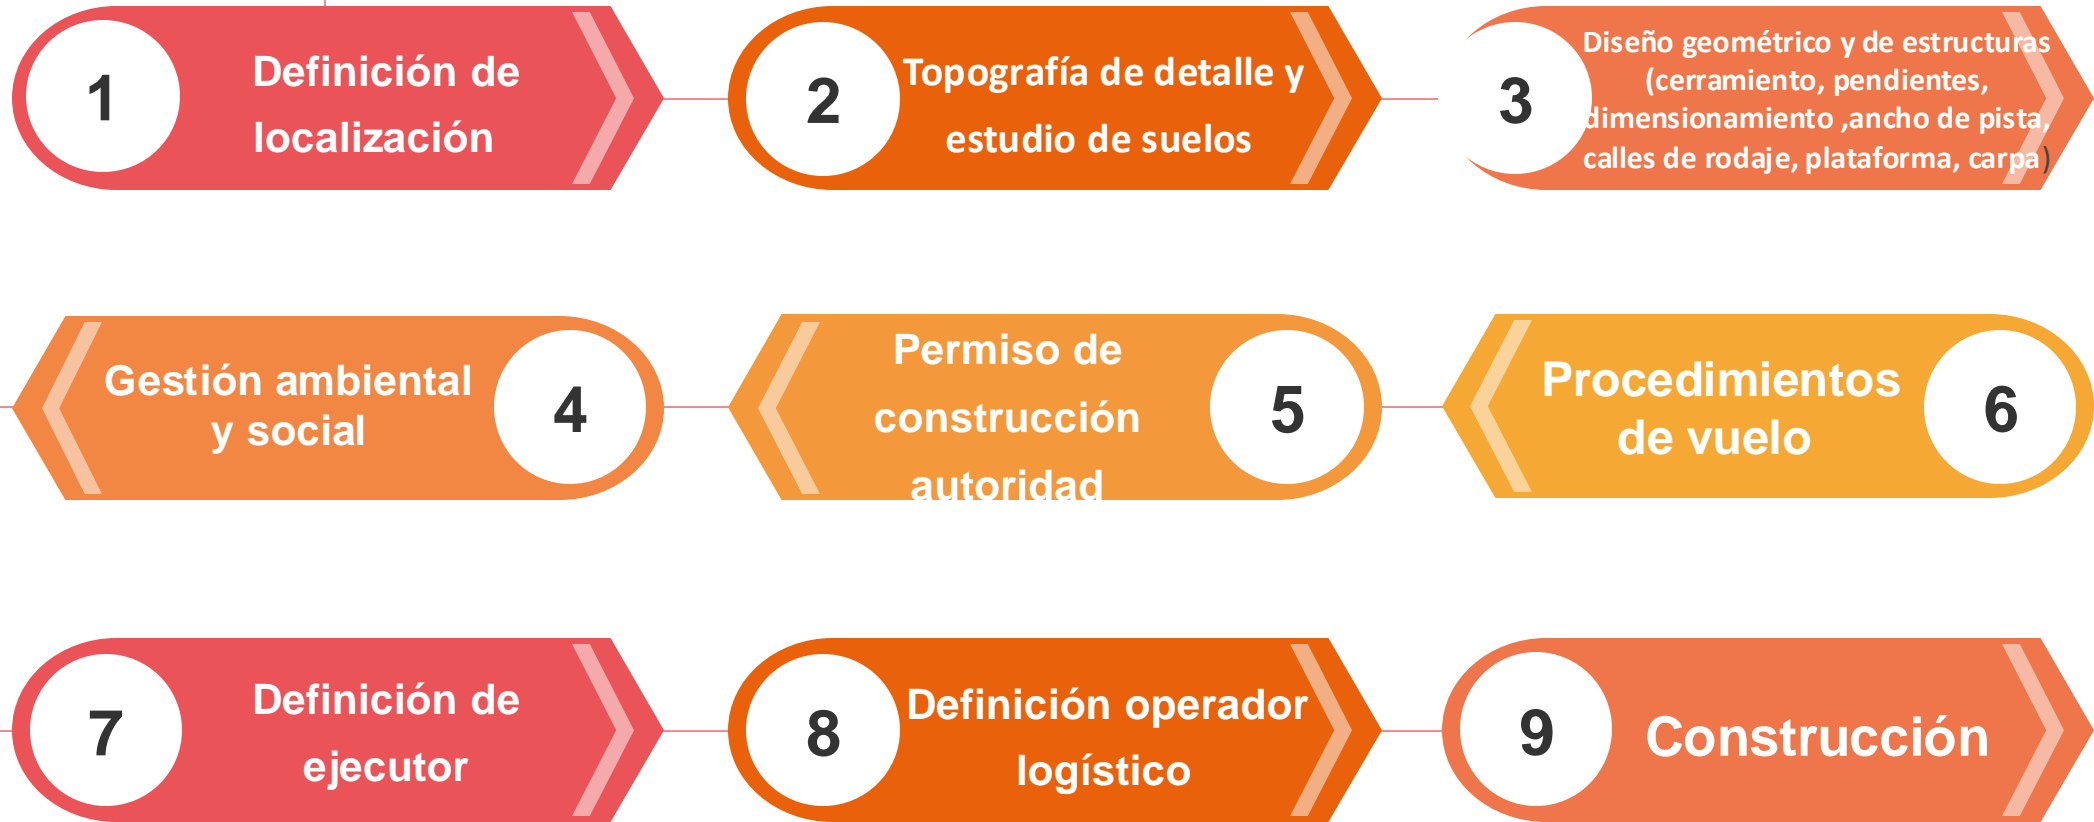 1
Definición de
localización
2
Topografía de detalle y
estudio de suelos
3
Diseño geométrico y de estructuras
(cerramiento, pendientes,
dimensionamiento ,ancho de pista,
calles de rodaje, plataforma, carpa)
Gestión ambiental
y social
4
Permiso de
construcción
autoridad
5
Procedimientos
de vuelo
6
7
Definición de
ejecutor
8
Definición operador
logístico
9
Construcción